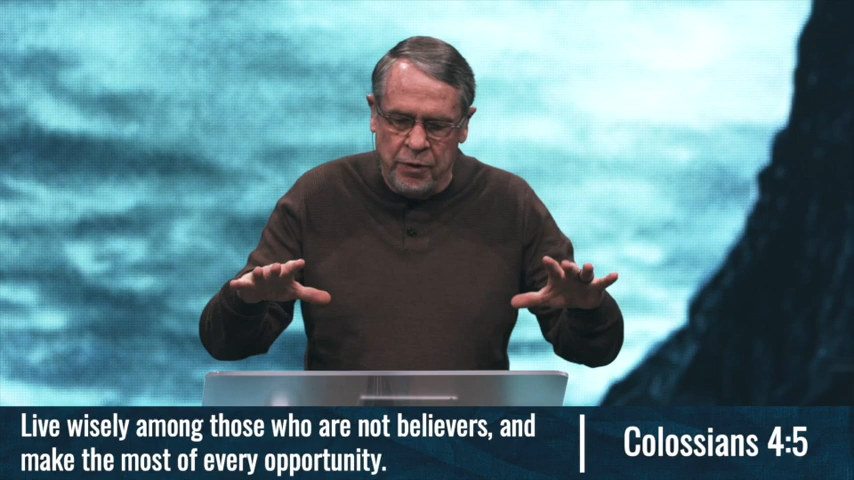 Live wisely among those who are not believers, and
make the most of every opportunity.
Colossians 4:5